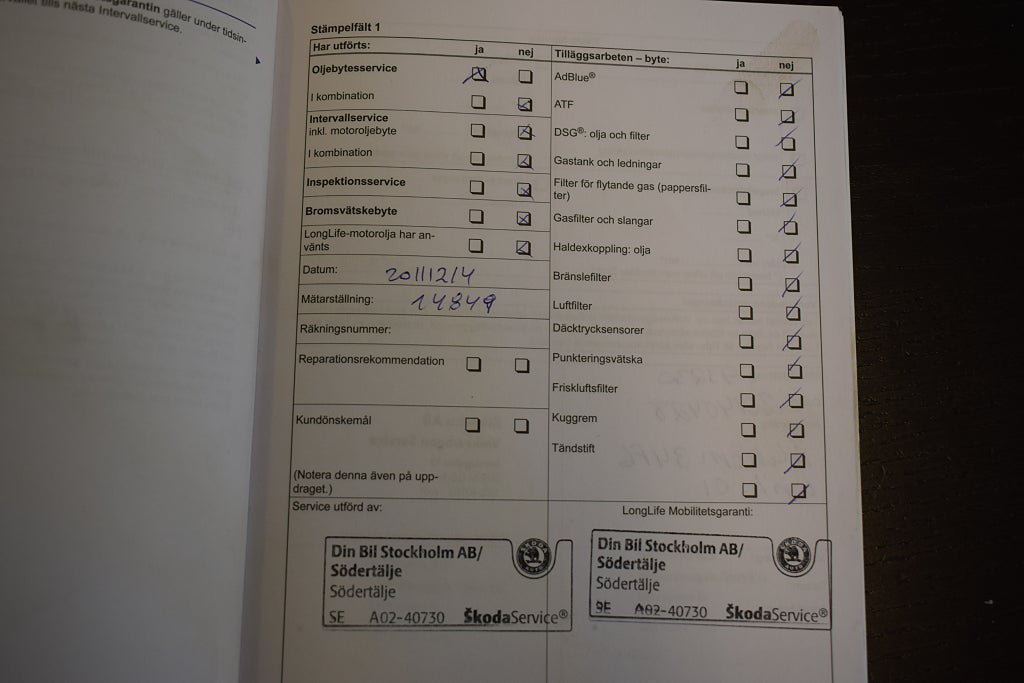 garantin gäller under tidsin-
tills nästa Intervallservice.
Stämpelfält 1
Har utförts: ja nej
Oljebytesservice
I kombination
Intervallservice
inkl. motoroljebyte
I kombination
Inspektionsservice
Bromsvätskebyte
LongLife-motorolja har an-
vänts
Datum: 20111214
Mätarställning: 14849
Räkningsnummer:
Reparationsrekommendation
Kundönskemål
(Notera denna även på upp-
draget.)
Tilläggsarbeten – byte: ja nej
AdBlue®
ATF
DSG®: olja och filter
Gastank och ledningar
Filter för flytande gas (pappersfil-
ter)
Gasfilter och slangar
Haldexkoppling: olja
Bränslefilter
Luftfilter
Däcktrycksensorer
Punkteringsvätska
Friskluftsfilter
Kuggrem
Tändstift
Service utförd av:
Din Bil Stockholm AB/
Södertälje
Södertälje
SE A02-40730 ŠkodaService®
LongLife Mobilitetsgaranti:
Din Bil Stockholm AB/
Södertälje
Södertälje
SE A02-40730 ŠkodaService®